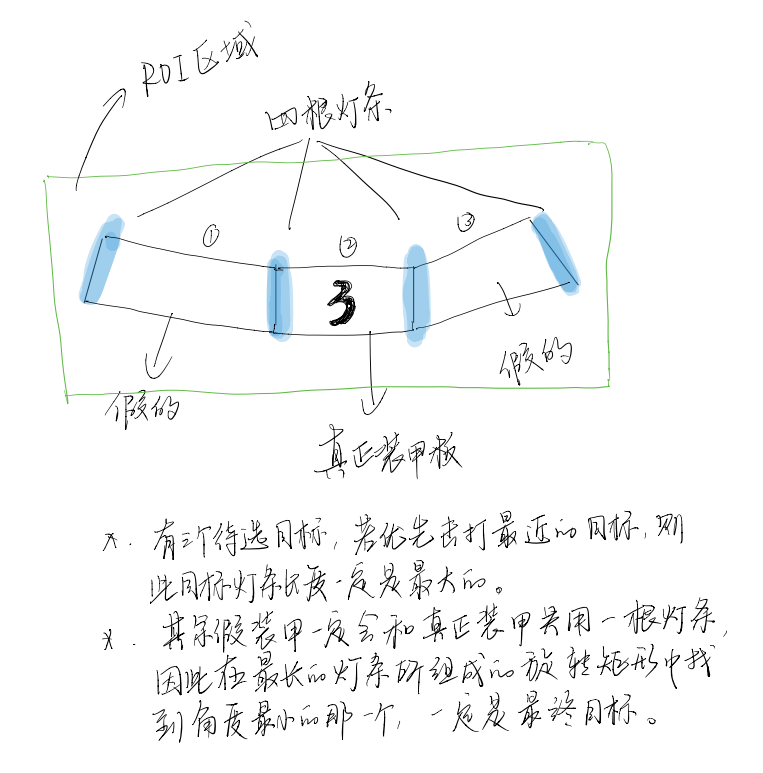 ROI区域
四根灯条
① ② ③
3
假的
假的
真正装甲板
*. 有三个待选目标,若优先击打最近的目标,则
此目标灯条长度一定是最大的。
*. 其余假装甲一定会和真正装甲共用一根灯条,
因此在最长的灯条所组成的旋转矩形中找
到角度最小的那一个,一定是最终目标。